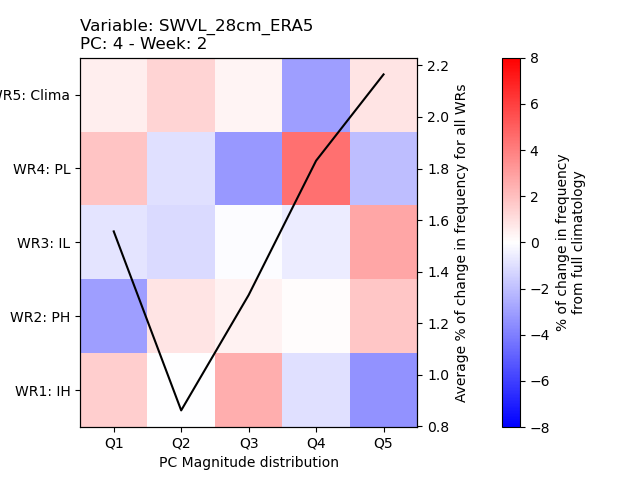 Variable: SWVL_28cm_ERA5
PC: 4 - Week: 2
WR5: Clima
WR4: PL
WR3: IL
WR2: PH
WR1: IH
Q1 Q2 Q3 Q4 Q5
PC Magnitude distribution
2.2
2.0
1.8
1.6
1.4
1.2
1.0
0.8
Average % of change in frequency for all WRs
8
6
4
2
0
−2
−4
−6
−8
% of change in frequency
from full climatology